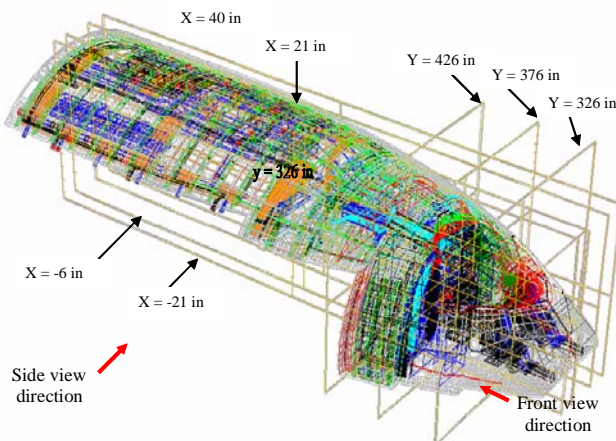 X = 40 in
X = 21 in
Y = 426 in
Y = 376 in
Y = 326 in
y = 326 in
X = -6 in
X = -21 in
Side view
direction
Front view
direction